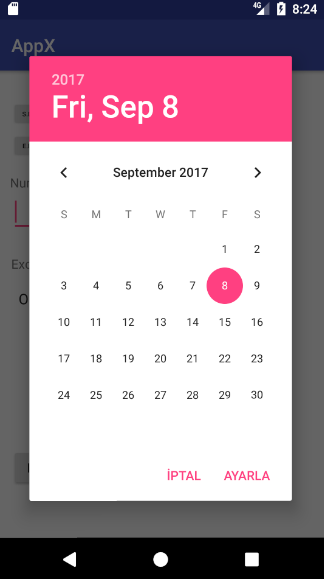 4G 8:24
AppX
2017
Fri, Sep 8
September 2017
S M T W T F S
1 2
3 4 5 6 7 8 9
10 11 12 13 14 15 16
17 18 19 20 21 22 23
24 25 26 27 28 29 30
İPTAL AYARLA